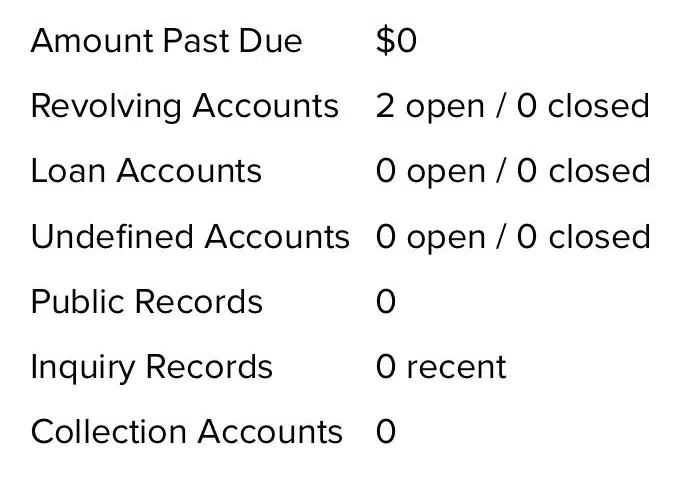 Amount Past Due $0
Revolving Accounts 2 open / 0 closed
Loan Accounts 0 open / 0 closed
Undefined Accounts 0 open / 0 closed
Public Records 0
Inquiry Records 0 recent
Collection Accounts 0